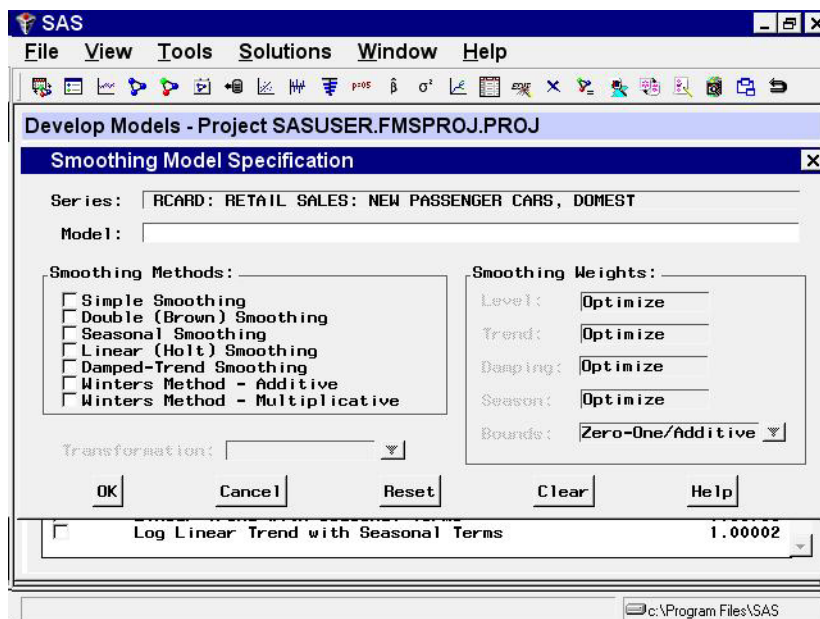 SAS
File View Tools Solutions Window Help
p=05 β̂ σ²
Develop Models - Project SASUSER.FMSPROJ.PROJ
Smoothing Model Specification
Series: RCARD: RETAIL SALES: NEW PASSENGER CARS, DOMEST
Model:
Smoothing Methods:
Simple Smoothing
Double (Brown) Smoothing
Seasonal Smoothing
Linear (Holt) Smoothing
Damped-Trend Smoothing
Winters Method - Additive
Winters Method - Multiplicative
Transformation:
Smoothing Weights:
Level: Optimize
Trend: Optimize
Damping: Optimize
Season: Optimize
Bounds: Zero-One/Additive
OK Cancel Reset Clear Help
Log Linear Trend with Seasonal Terms 1.00002
c:\Program Files\SAS